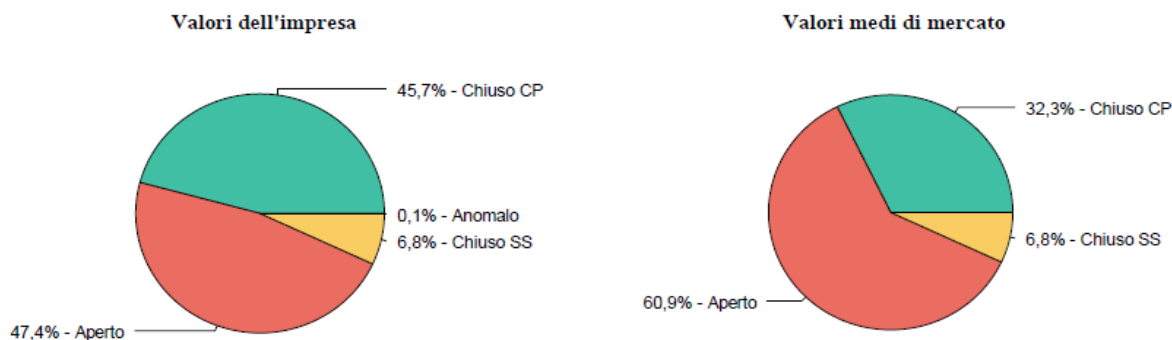 Valori dell'impresa
45,7% - Chiuso CP
0,1% - Anomalo
6,8% - Chiuso SS
47,4% - Aperto
Valori medi di mercato
32,3% - Chiuso CP
6,8% - Chiuso SS
60,9% - Aperto